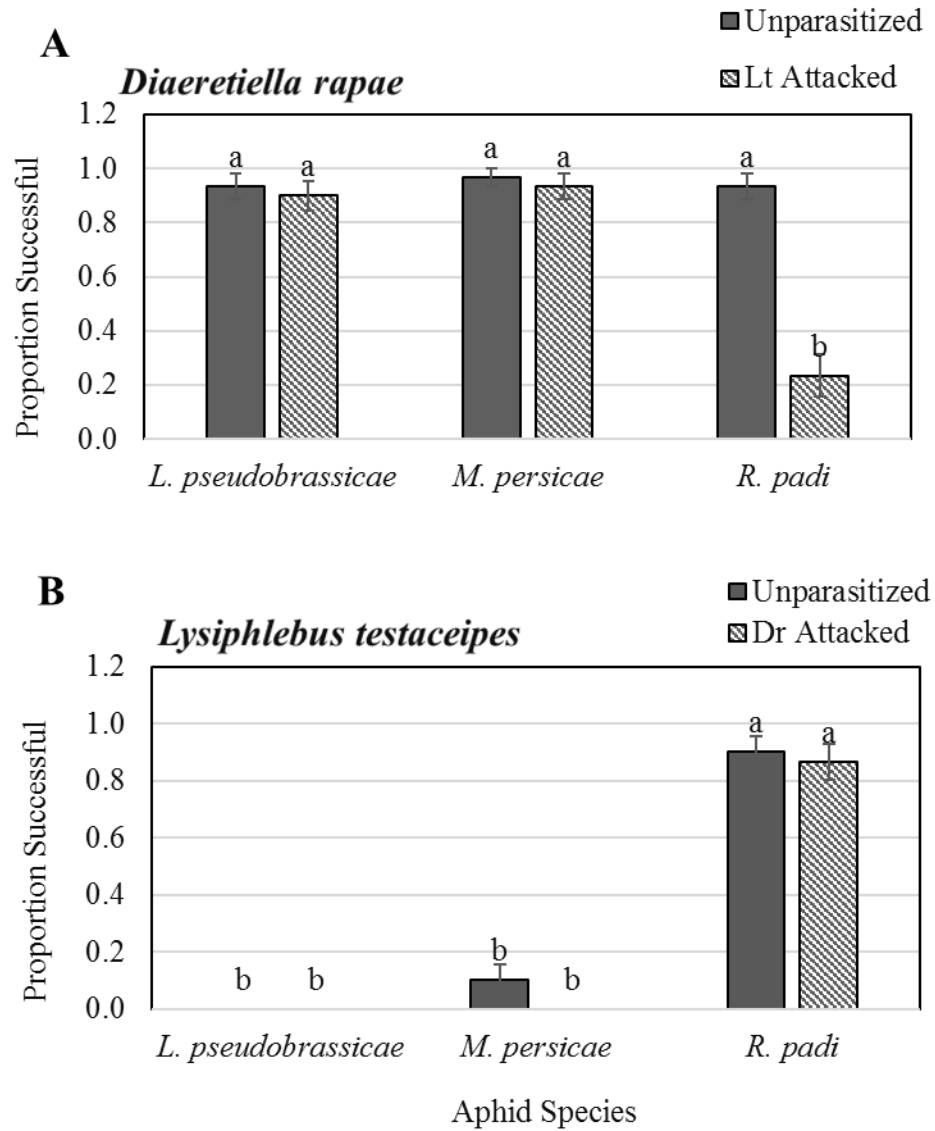 Unparasitized
A
Lt Attacked
Diaeretiella rapae
1.2
1.0
0.8
0.6
0.4
0.2
0.0
Proportion Successful
a a a a a b
L. pseudobrassicae M. persicae R. padi
B
Unparasitized
Dr Attacked
Lysiphlebus testaceipes
1.2
1.0
0.8
0.6
0.4
0.2
0.0
Proportion Successful
b b b b a a
L. pseudobrassicae M. persicae R. padi
Aphid Species